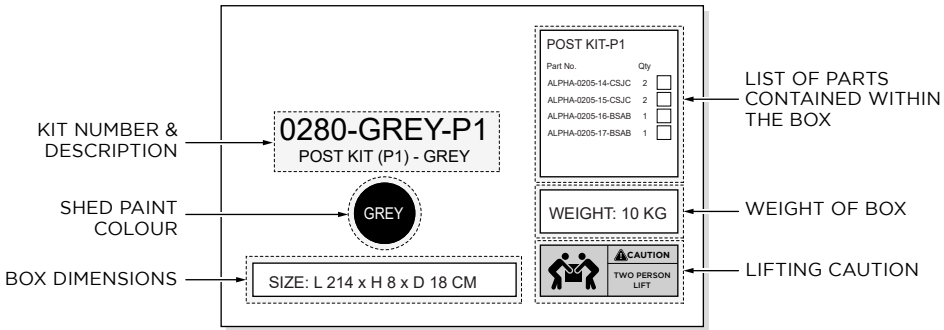 KIT NUMBER &
DESCRIPTION
SHED PAINT
COLOUR
BOX DIMENSIONS
0280-GREY-P1
POST KIT (P1) - GREY
GREY
SIZE: L 214 x H 8 x D 18 CM
POST KIT-P1
Part No. Qty
ALPHA-0205-14-CSJC 2
ALPHA-0205-15-CSJC 2
ALPHA-0205-16-BSAB 1
ALPHA-0205-17-BSAB 1
WEIGHT: 10 KG
CAUTION
TWO PERSON
LIFT
LIST OF PARTS
CONTAINED WITHIN
THE BOX
WEIGHT OF BOX
LIFTING CAUTION